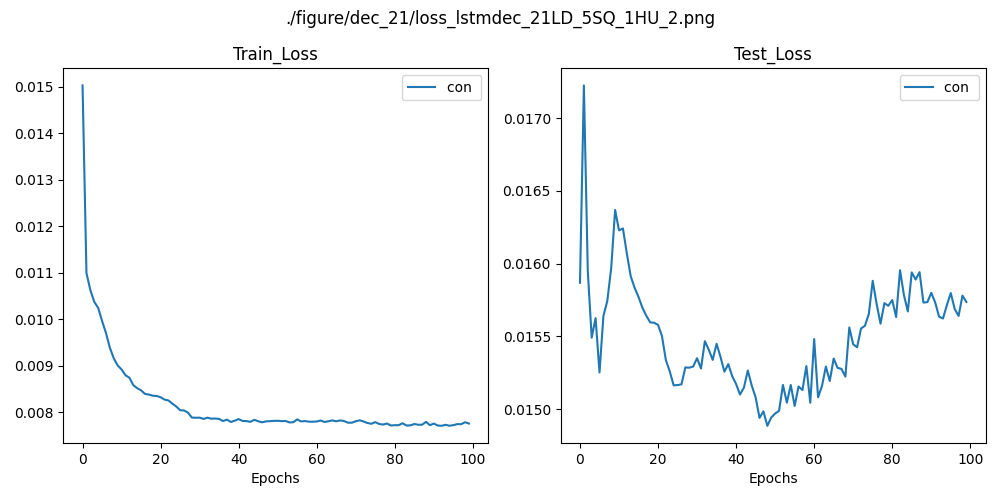 ./figure/dec_21/loss_lstmdec_21LD_5SQ_1HU_2.png
Train_Loss
con
0.015
0.014
0.013
0.012
0.011
0.010
0.009
0.008
0 20 40 60 80 100
Epochs
Test_Loss
con
0.0170
0.0165
0.0160
0.0155
0.0150
0 20 40 60 80 100
Epochs